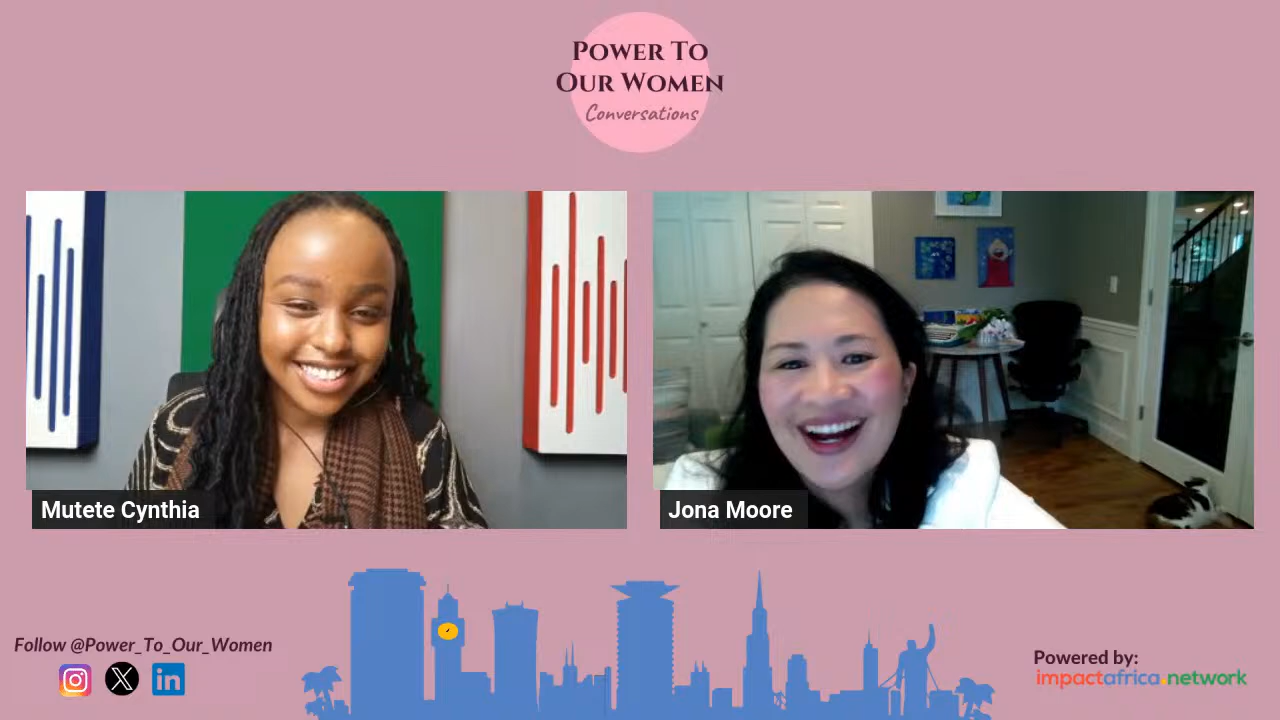 POWER TO
OUR WOMEN
Conversations
Mutete Cynthia
Jona Moore
Follow @Power_To_Our_Women
Powered by:
impactafrica.network